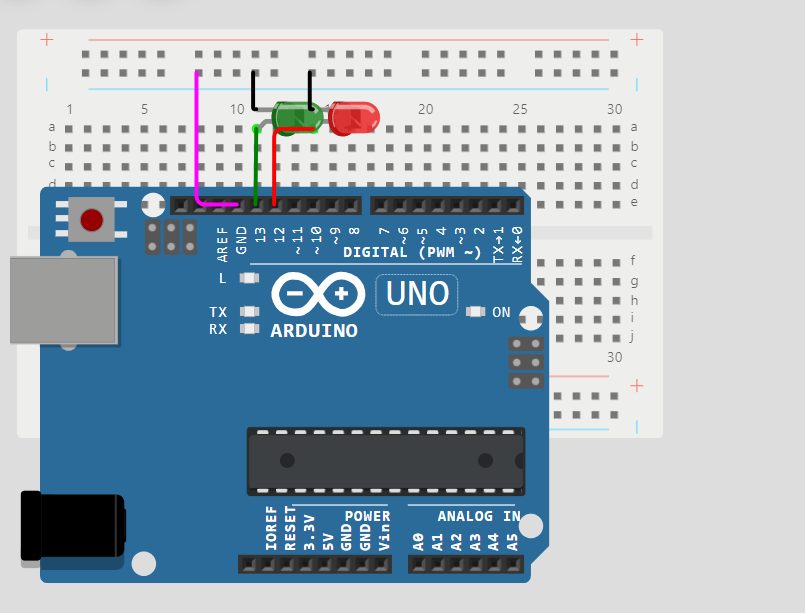 + +
1 5 10 20 25 30
a a
b b
c c
d d
e
AREF GND 13 12 ~11 ~10 ~9 8 7 ~6 ~5 4 ~3 2 TX→1 RX←0
DIGITAL (PWM ~)
f
g
L
UNO
h
TX ON
i
RX ARDUINO
j
30
+
POWER ANALOG IN
IOREF RESET 3.3V 5V GND GND Vin A0 A1 A2 A3 A4 A5